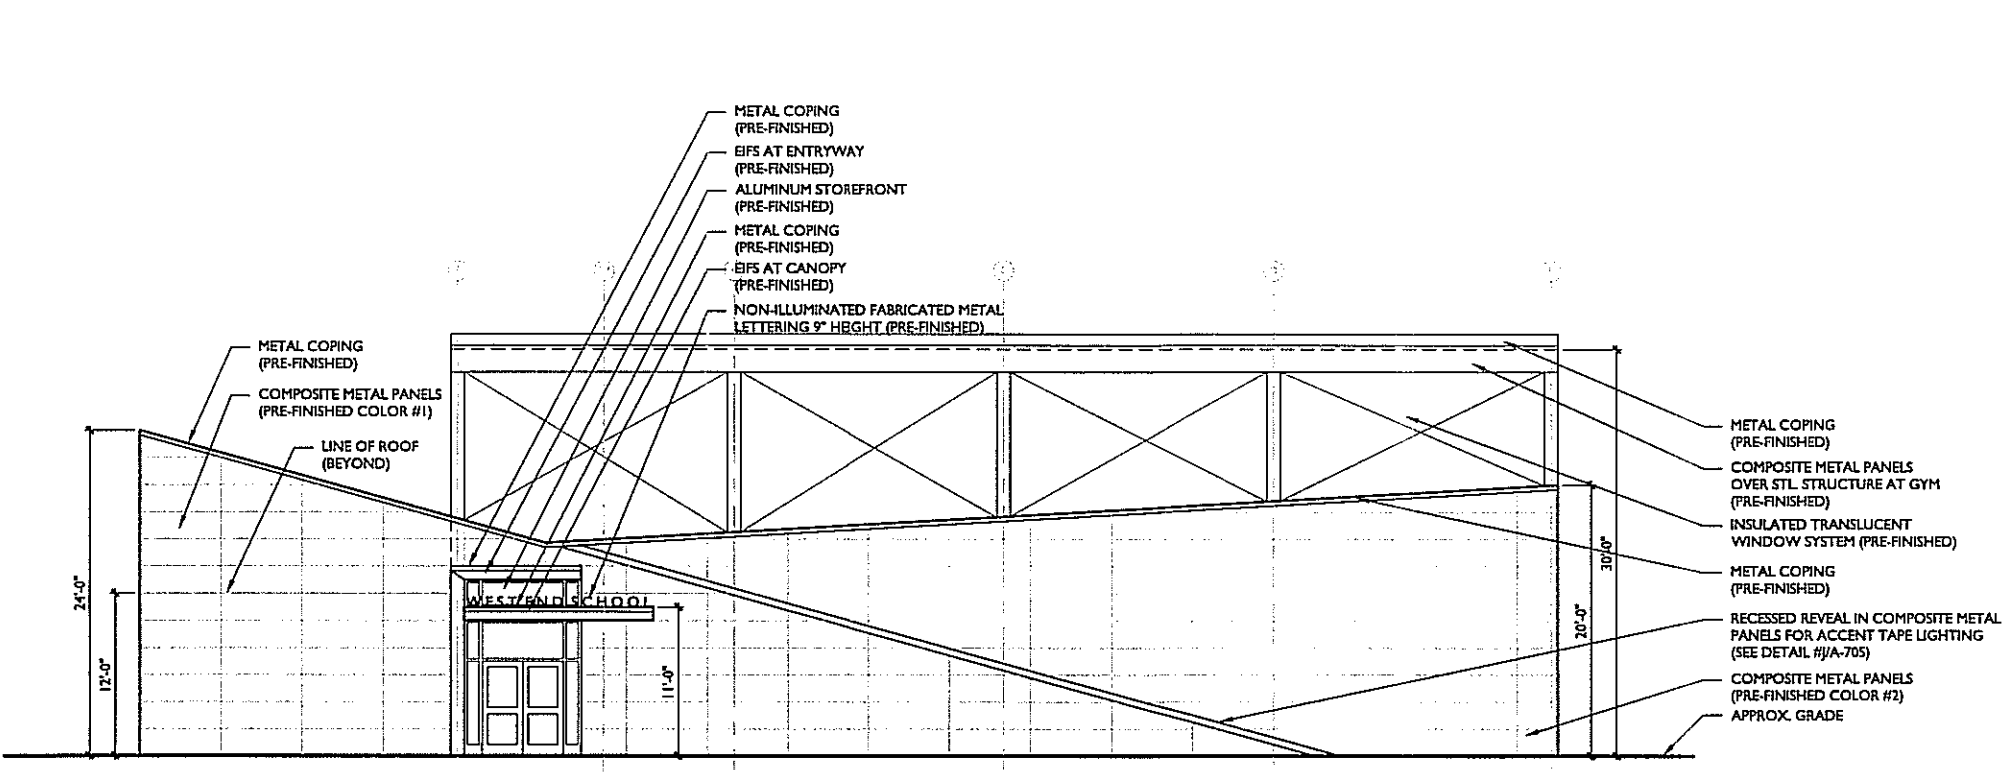 METAL COPING
(PRE-FINISHED)
EIFS AT ENTRYWAY
(PRE-FINISHED)
ALUMINUM STOREFRONT
(PRE-FINISHED)
METAL COPING
(PRE-FINISHED)
EIFS AT CANOPY
(PRE-FINISHED)
NON-ILLUMINATED FABRICATED METAL
LETTERING 9" HEIGHT (PRE-FINISHED)
METAL COPING
(PRE-FINISHED)
COMPOSITE METAL PANELS
(PRE-FINISHED COLOR #1)
LINE OF ROOF
(BEYOND)
24'-0"
12'-0"
WEST END SCHOOL
11'-0"
30'-0"
20'-0"
METAL COPING
(PRE-FINISHED)
COMPOSITE METAL PANELS
OVER STL. STRUCTURE AT GYM
(PRE-FINISHED)
INSULATED TRANSLUCENT
WINDOW SYSTEM (PRE-FINISHED)
METAL COPING
(PRE-FINISHED)
RECESSED REVEAL IN COMPOSITE METAL
PANELS FOR ACCENT TAPE LIGHTING
(SEE DETAIL #J/A-705)
COMPOSITE METAL PANELS
(PRE-FINISHED COLOR #2)
APPROX. GRADE